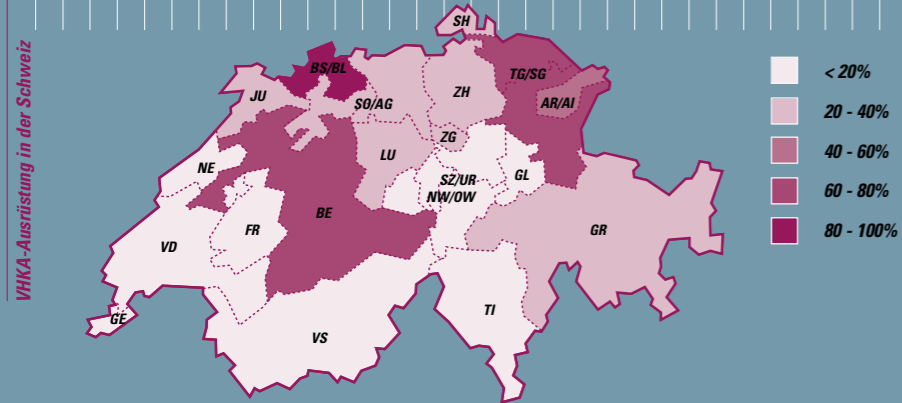 VHKA-Ausrüstung in der Schweiz
SH
BS/BL
TG/SG
JU
SO/AG
ZH
AR/AI
ZG
LU
NE
SZ/UR
NW/OW
GL
BE
FR
GR
VD
TI
GE
VS
< 20%
20 - 40%
40 - 60%
60 - 80%
80 - 100%